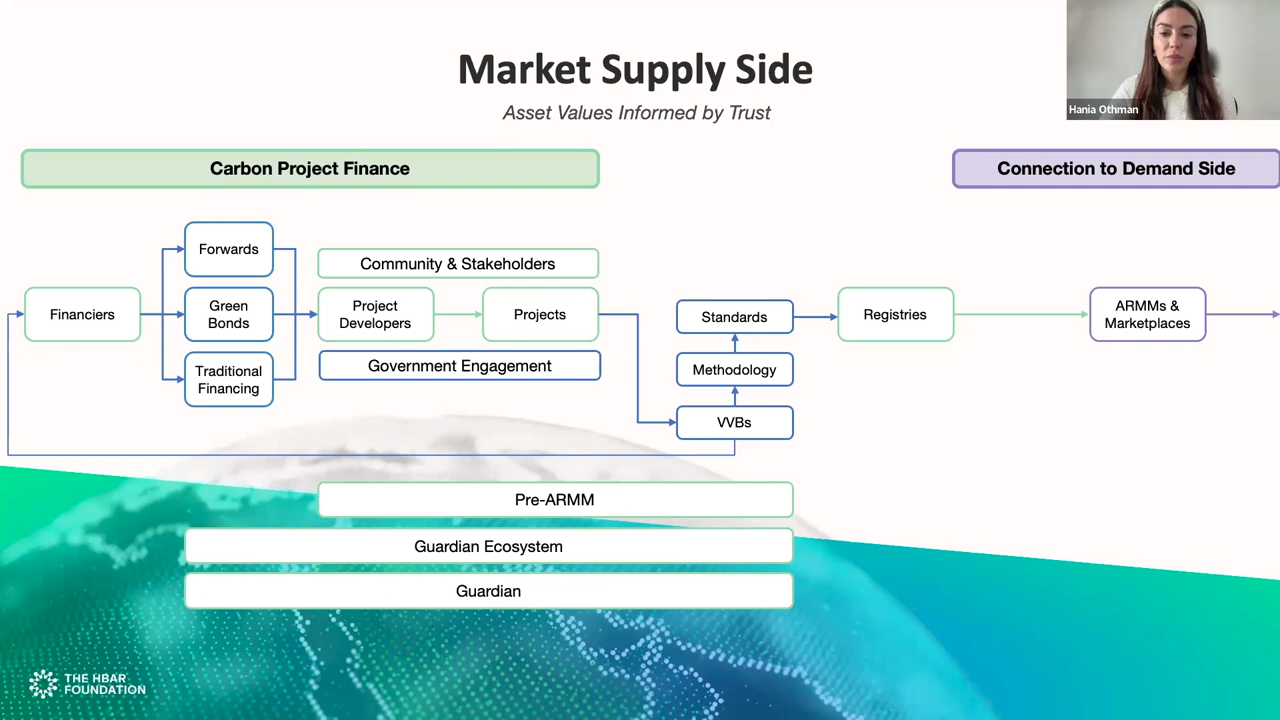 Market Supply Side
Asset Values Informed by Trust
Hania Othman
Carbon Project Finance
Connection to Demand Side
Forwards
Community & Stakeholders
Financiers
Green
Bonds
Project
Developers
Projects
Standards
Registries
ARMMs &
Marketplaces
Traditional
Financing
Government Engagement
Methodology
VVBs
Pre-ARMM
Guardian Ecosystem
Guardian
THE HBAR
FOUNDATION